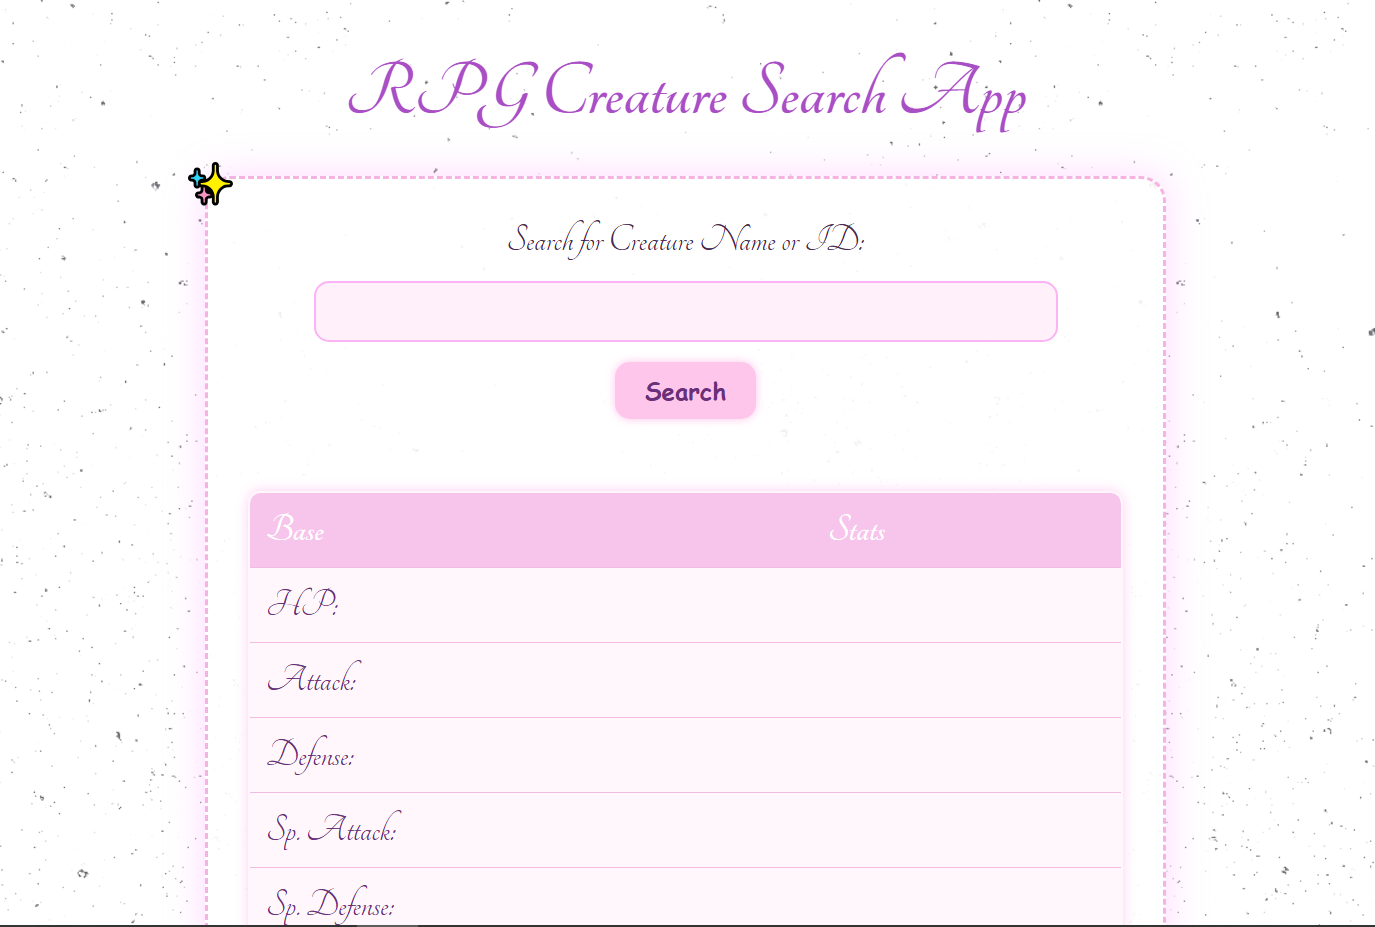 RPG Creature Search App
Search for Creature Name or ID:
Search
Base Stats
HP:
Attack:
Defense:
Sp. Attack:
Sp. Defense: